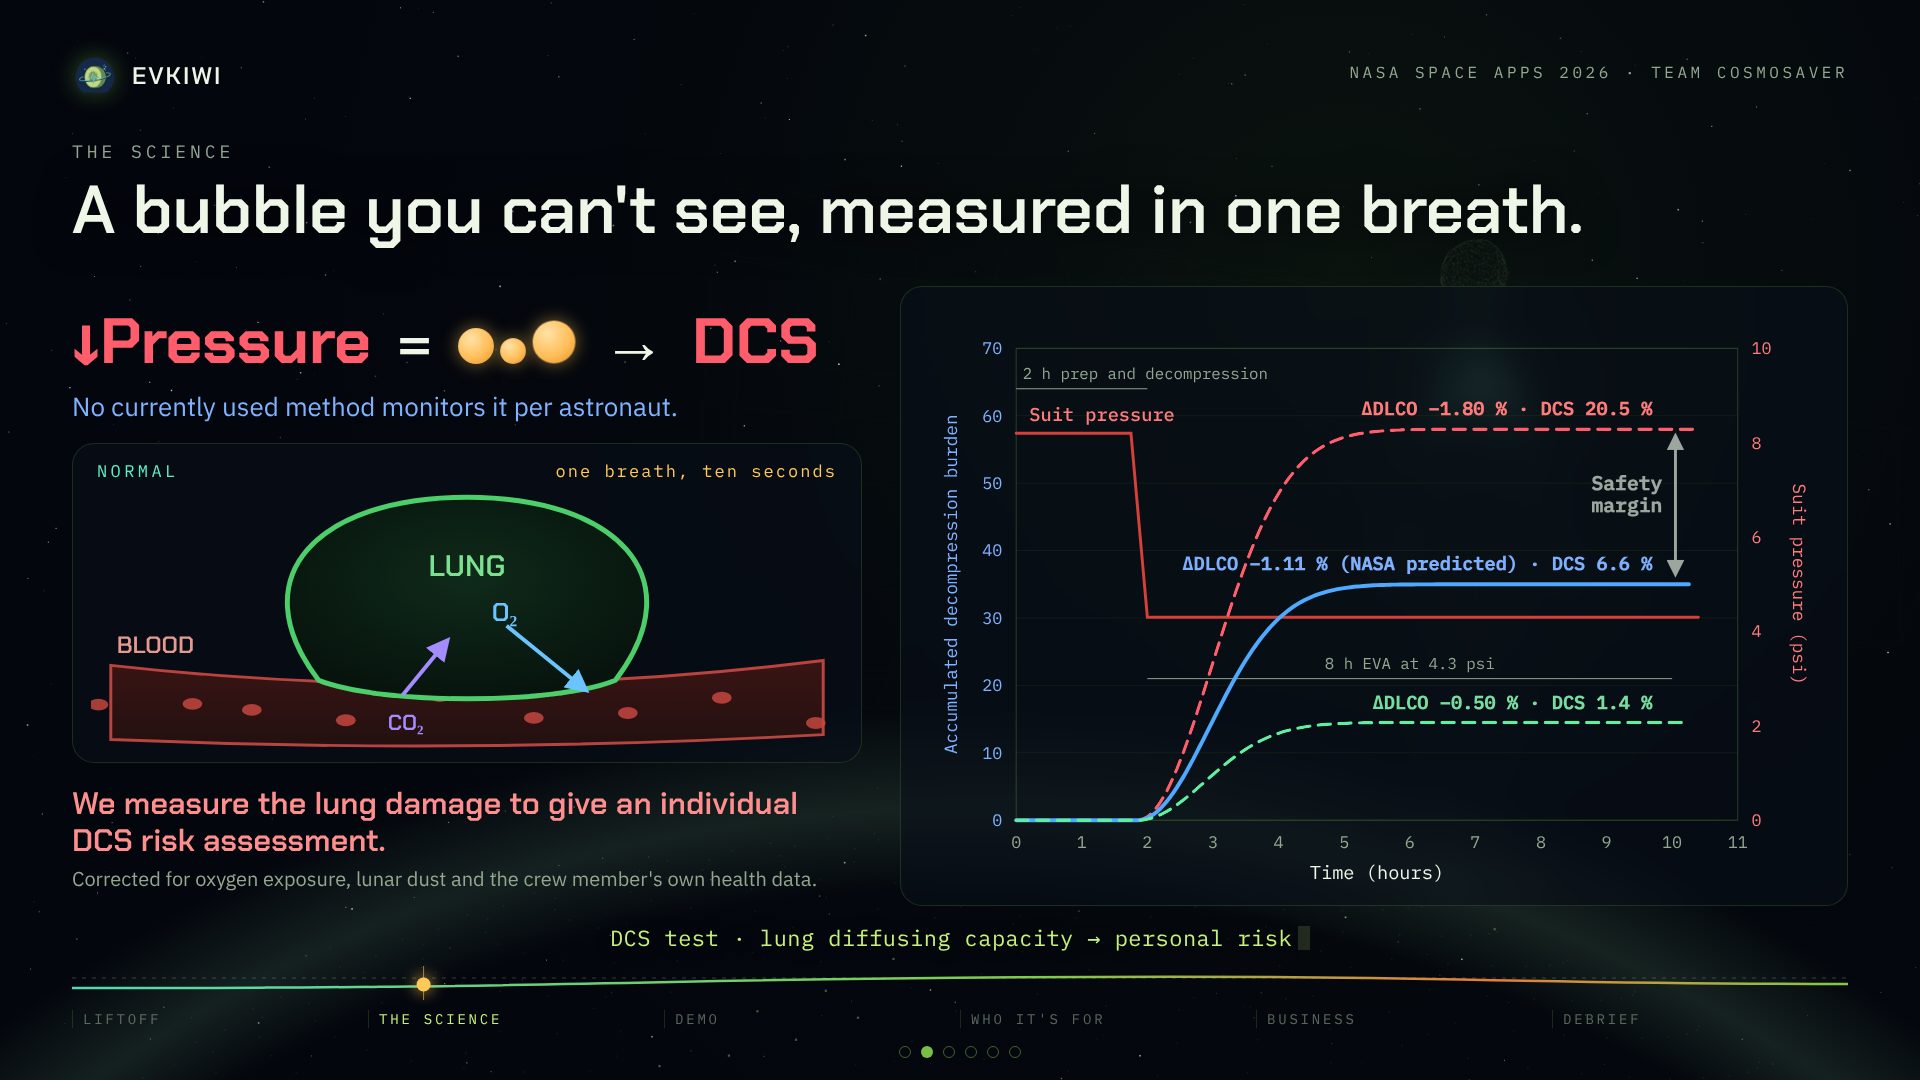 EVKIWI
NASA SPACE APPS 2026 · TEAM COSMOSAVER
THE SCIENCE
A bubble you can't see, measured in one breath.
↓Pressure = → DCS
No currently used method monitors it per astronaut.
NORMAL
one breath, ten seconds
LUNG
O₂
BLOOD
CO₂
We measure the lung damage to give an individual
DCS risk assessment.
Corrected for oxygen exposure, lunar dust and the crew member's own health data.
70
60
50
40
30
20
10
0
Accumulated decompression burden
2 h prep and decompression
Suit pressure
ΔDLCO −1.80 % · DCS 20.5 %
Safety
margin
ΔDLCO −1.11 % (NASA predicted) · DCS 6.6 %
8 h EVA at 4.3 psi
ΔDLCO −0.50 % · DCS 1.4 %
10
8
6
4
2
0
Suit pressure (psi)
0 1 2 3 4 5 6 7 8 9 10 11
Time (hours)
DCS test · lung diffusing capacity → personal risk
LIFTOFF
THE SCIENCE
DEMO
WHO IT'S FOR
BUSINESS
DEBRIEF